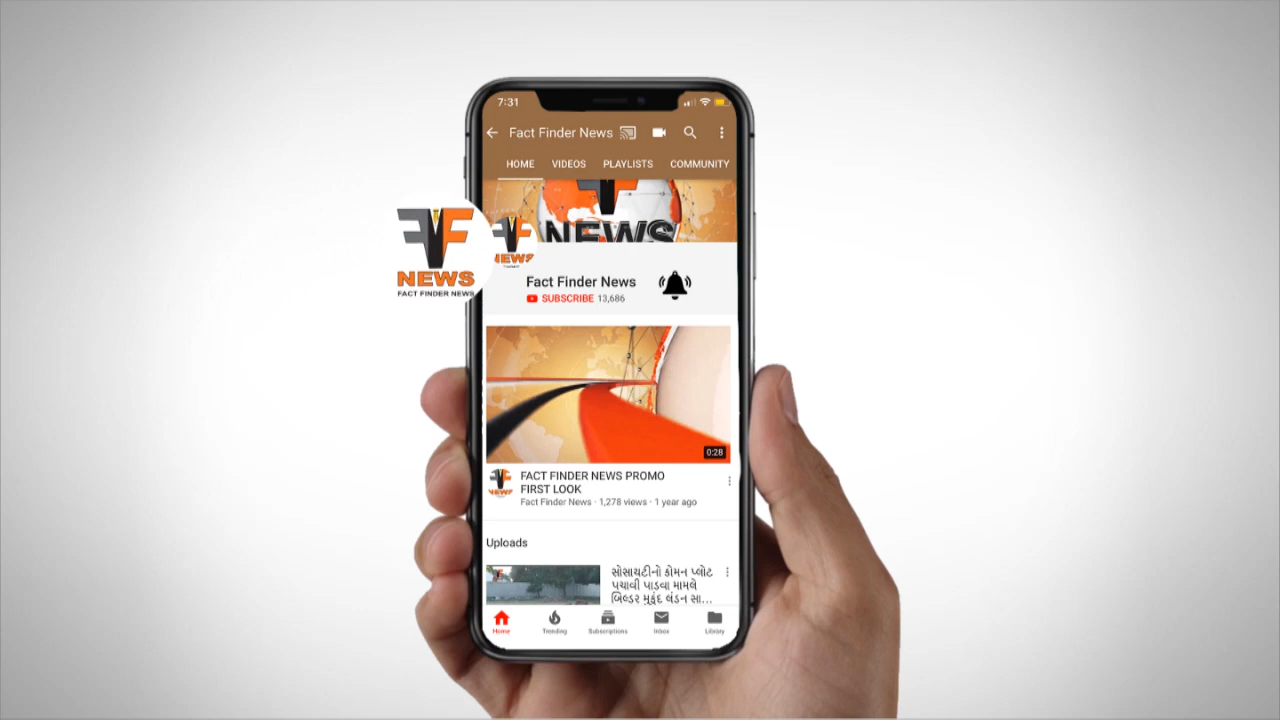 7:31
Fact Finder News
HOME VIDEOS PLAYLISTS COMMUNITY
NEWS
FF
NEWS
FACT FINDER NEWS
NEWS
Fact Finder News
SUBSCRIBE 13,686
0:28
FACT FINDER NEWS PROMO
FIRST LOOK
Fact Finder News · 1,278 views · 1 year ago
NEWS
Uploads
સોસાયટીનો કોમન પ્લોટ
પચાવી પાડવા મામલે
બિલ્ડર મુકુંદ લંડન સા...
Home Trending Subscriptions Inbox Library